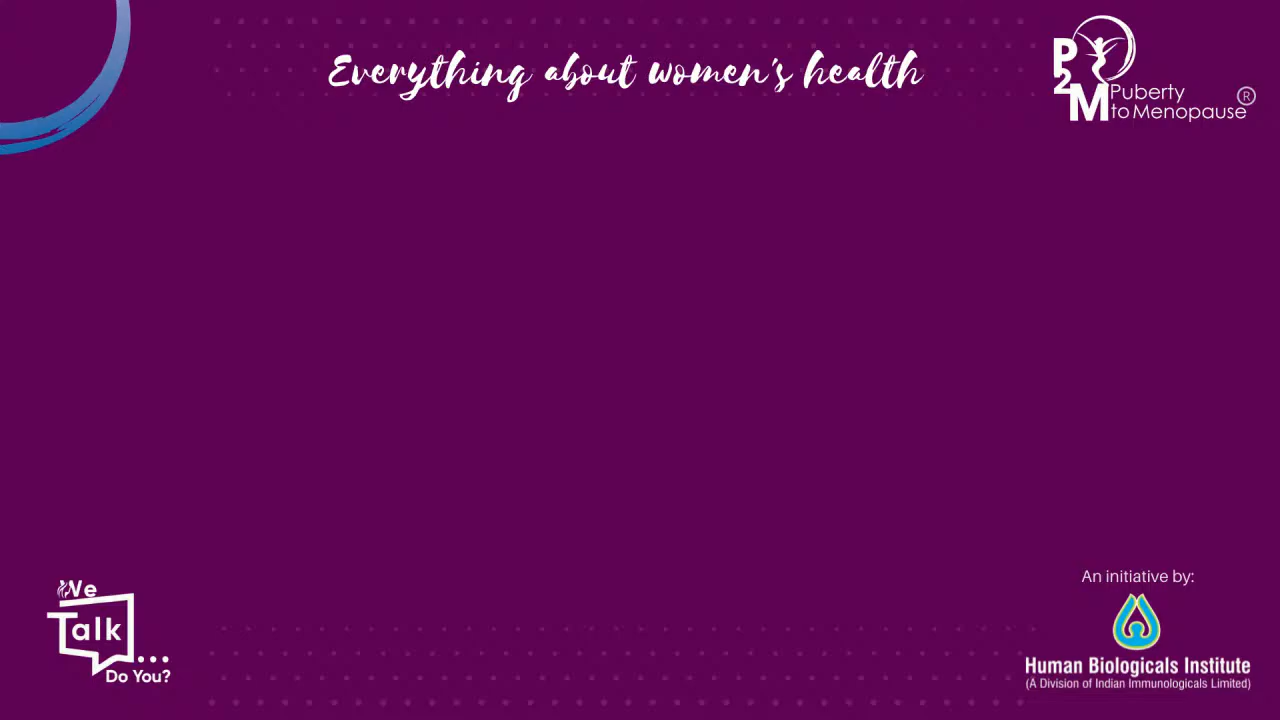 Everything about women's health
P2M
Puberty
to Menopause ®
We
Talk...
Do You?
An initiative by:
Human Biologicals Institute
(A Division of Indian Immunologicals Limited)